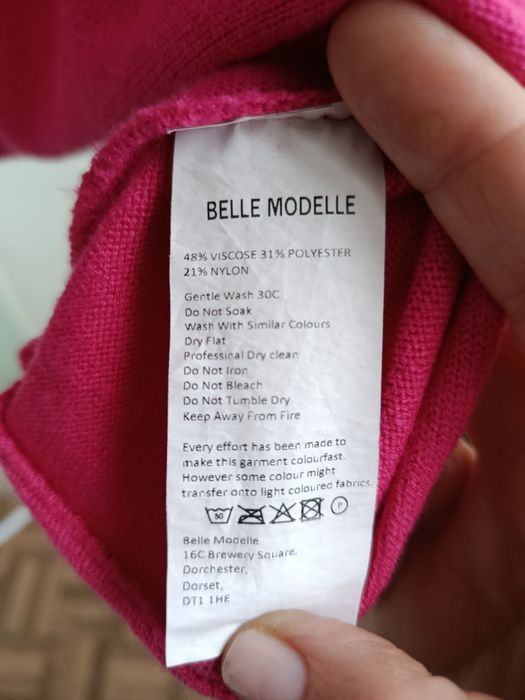 BELLE MODELLE
48% VISCOSE 31% POLYESTER
21% NYLON
Gentle Wash 30C
Do Not Soak
Wash With Similar Colours
Dry Flat
Professinal Dry clean
Do Not Iron
Do Not Bleach
Do Not Tumble Dry
Keep Away From Fire
Every effort has been made to
make this garment colourfast.
However some colour might
transfer onto light coloured fabrics.
30 P
Belle Modelle
16C Brewery Square,
Dorchester,
Dorset,
DT1 1HE